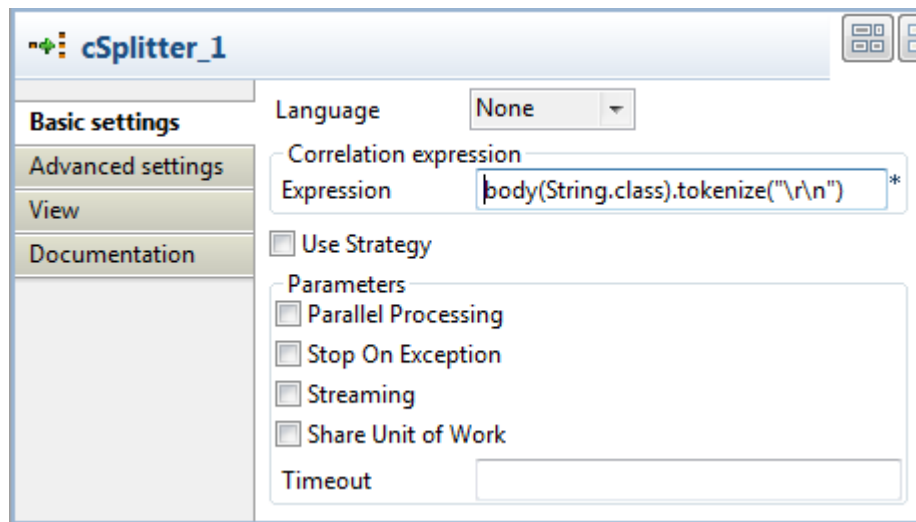 cSplitter_1
Basic settings
Advanced settings
View
Documentation
Language None
Correlation expression
Expression body(String.class).tokenize("\r\n") *
Use Strategy
Parameters
Parallel Processing
Stop On Exception
Streaming
Share Unit of Work
Timeout